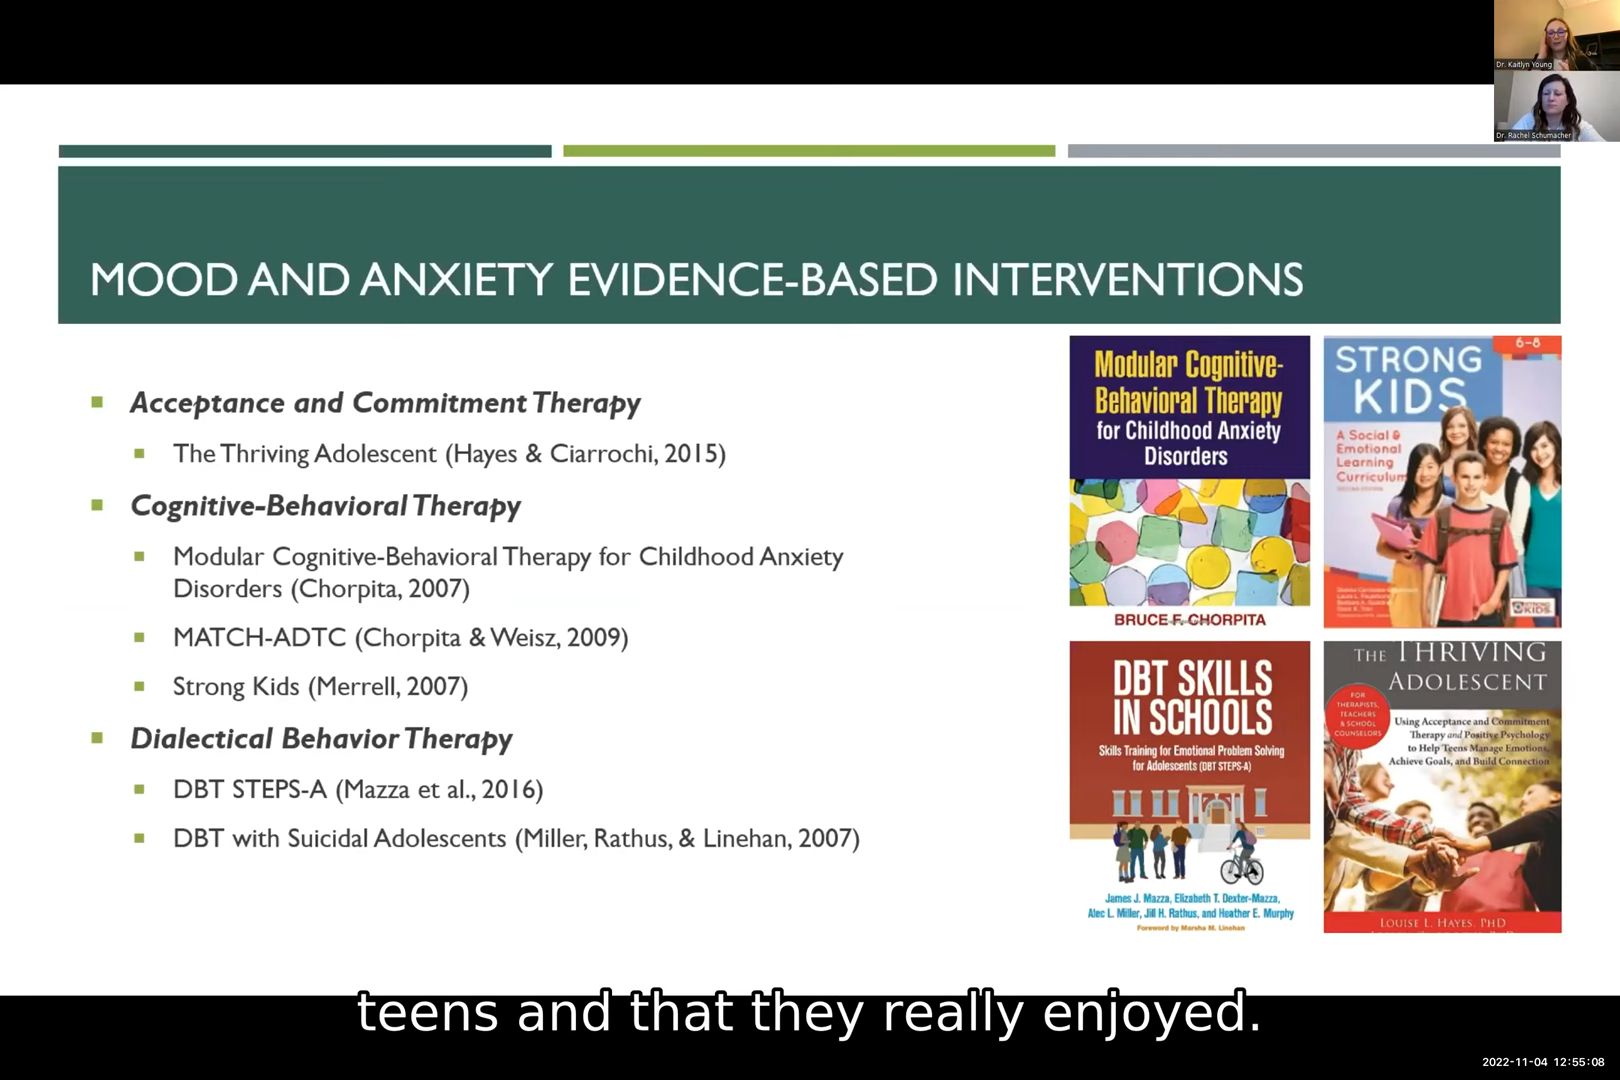 Dr. Kaitlyn Young
Dr. Rachel Schumacher
MOOD AND ANXIETY EVIDENCE-BASED INTERVENTIONS
Acceptance and Commitment Therapy
The Thriving Adolescent (Hayes & Ciarrochi, 2015)
Cognitive-Behavioral Therapy
Modular Cognitive-Behavioral Therapy for Childhood Anxiety
Disorders (Chorpita, 2007)
MATCH-ADTC (Chorpita & Weisz, 2009)
Strong Kids (Merrell, 2007)
Dialectical Behavior Therapy
DBT STEPS-A (Mazza et al., 2016)
DBT with Suicidal Adolescents (Miller, Rathus, & Linehan, 2007)
Modular Cognitive-
Behavioral Therapy
for Childhood Anxiety
Disorders
BRUCE F. CHORPITA
6-8
STRONG
KIDS
A Social &
Emotional
Learning
Curriculum
STRONG
KIDS
DBT SKILLS
IN SCHOOLS
Skills Training for Emotional Problem Solving
for Adolescents (DBT STEPS-A)
James J. Mazza, Elizabeth T. Dexter-Mazza,
Alec L. Miller, Jill H. Rathus, and Heather E. Murphy
Foreword by Marsha M. Linehan
THE THRIVING
ADOLESCENT
FOR
THERAPISTS,
TEACHERS
& SCHOOL
COUNSELORS
Using Acceptance and Commitment
Therapy and Positive Psychology
to Help Teens Manage Emotions,
Achieve Goals, and Build Connection
LOUISE L. HAYES, PHD
teens and that they really enjoyed.
2022-11-04 12:55:08